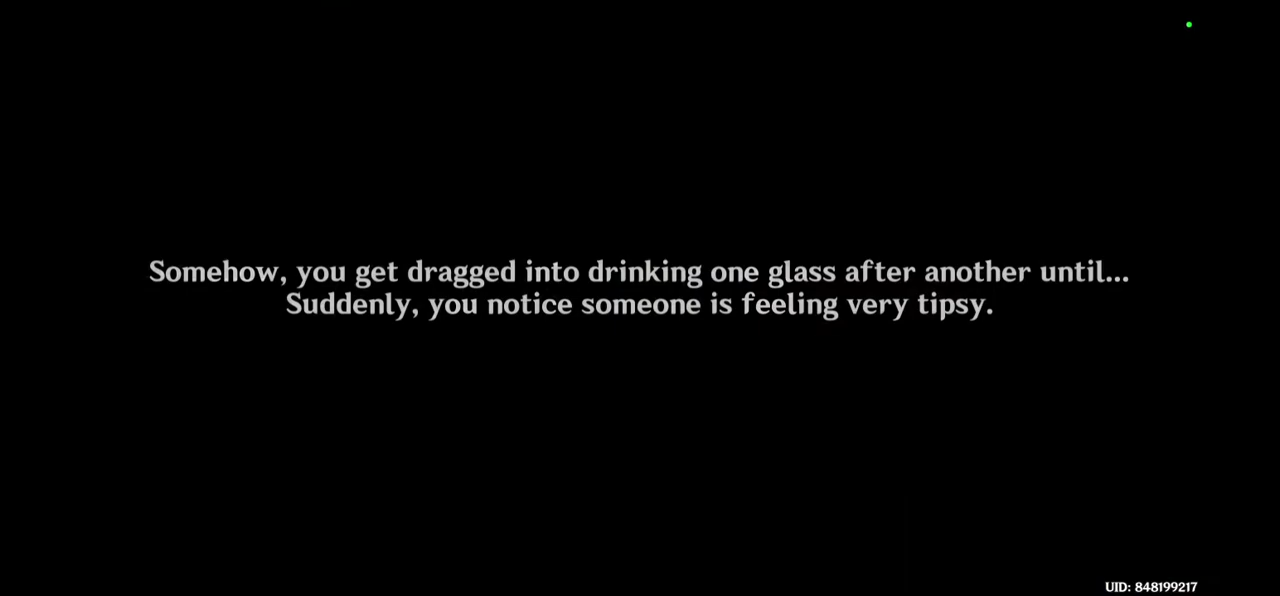 Somehow, you get dragged into drinking one glass after another until...
Suddenly, you notice someone is feeling very tipsy.
UID: 848199217